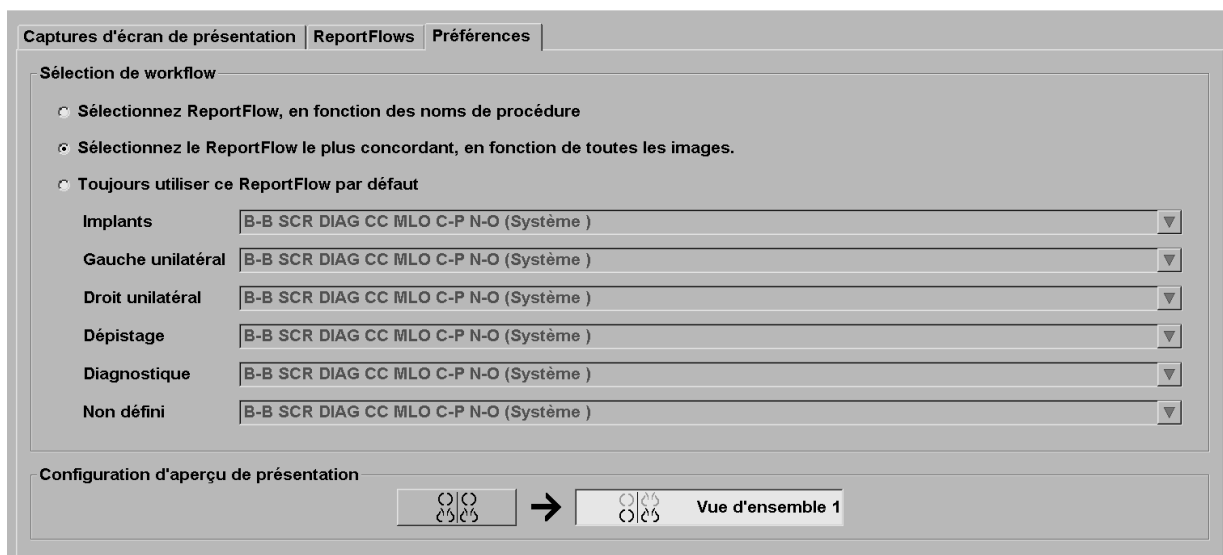 Captures d'écran de présentation ReportFlows Préférences
Sélection de workflow
Sélectionnez ReportFlow, en fonction des noms de procédure
Sélectionnez le ReportFlow le plus concordant, en fonction de toutes les images.
Toujours utiliser ce ReportFlow par défaut
Implants B-B SCR DIAG CC MLO C-P N-O (Système )
Gauche unilatéral B-B SCR DIAG CC MLO C-P N-O (Système )
Droit unilatéral B-B SCR DIAG CC MLO C-P N-O (Système )
Dépistage B-B SCR DIAG CC MLO C-P N-O (Système )
Diagnostique B-B SCR DIAG CC MLO C-P N-O (Système )
Non défini B-B SCR DIAG CC MLO C-P N-O (Système )
Configuration d'aperçu de présentation
Vue d'ensemble 1